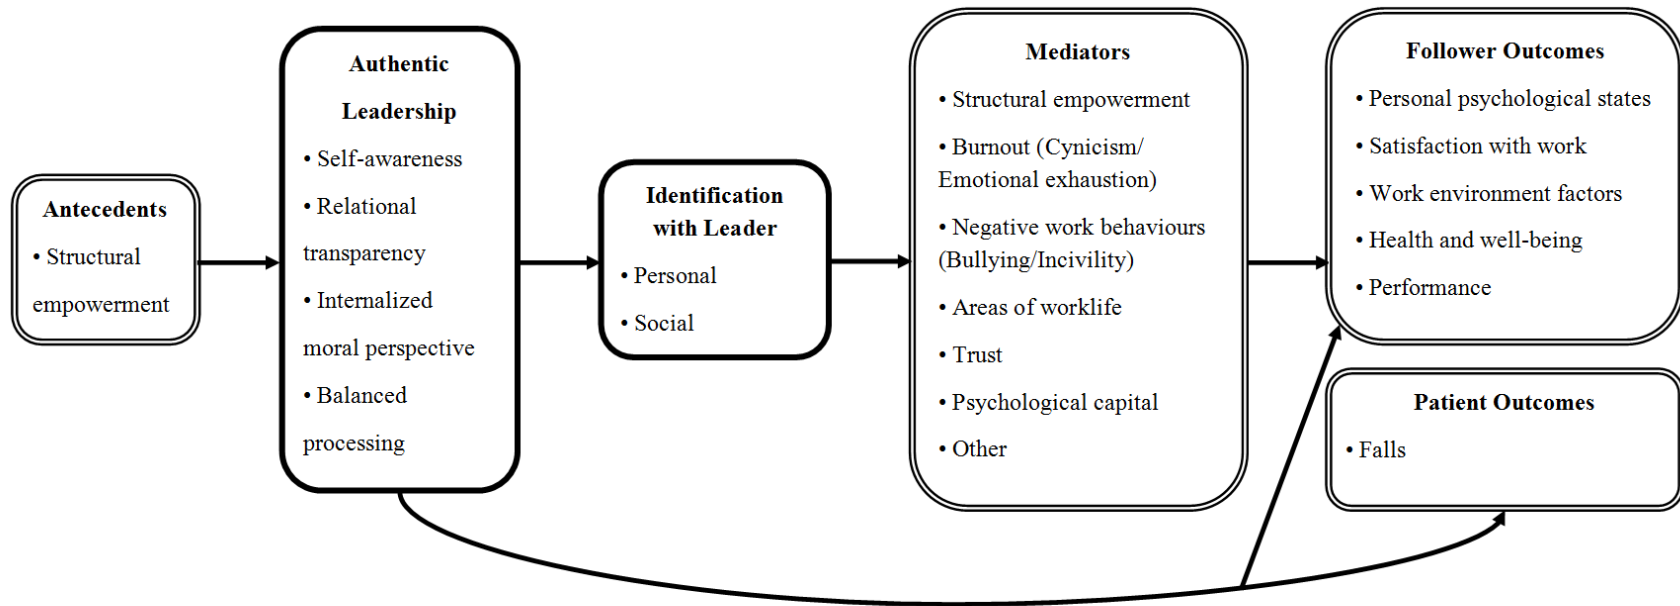 Antecedents
• Structural
empowerment
Authentic
Leadership
• Self-awareness
• Relational
transparency
• Internalized
moral perspective
• Balanced
processing
Identification
with Leader
• Personal
• Social
Mediators
• Structural empowerment
• Burnout (Cynicism/
Emotional exhaustion)
• Negative work behaviours
(Bullying/Incivility)
• Areas of worklife
• Trust
• Psychological capital
• Other
Follower Outcomes
• Personal psychological states
• Satisfaction with work
• Work environment factors
• Health and well-being
• Performance
Patient Outcomes
• Falls